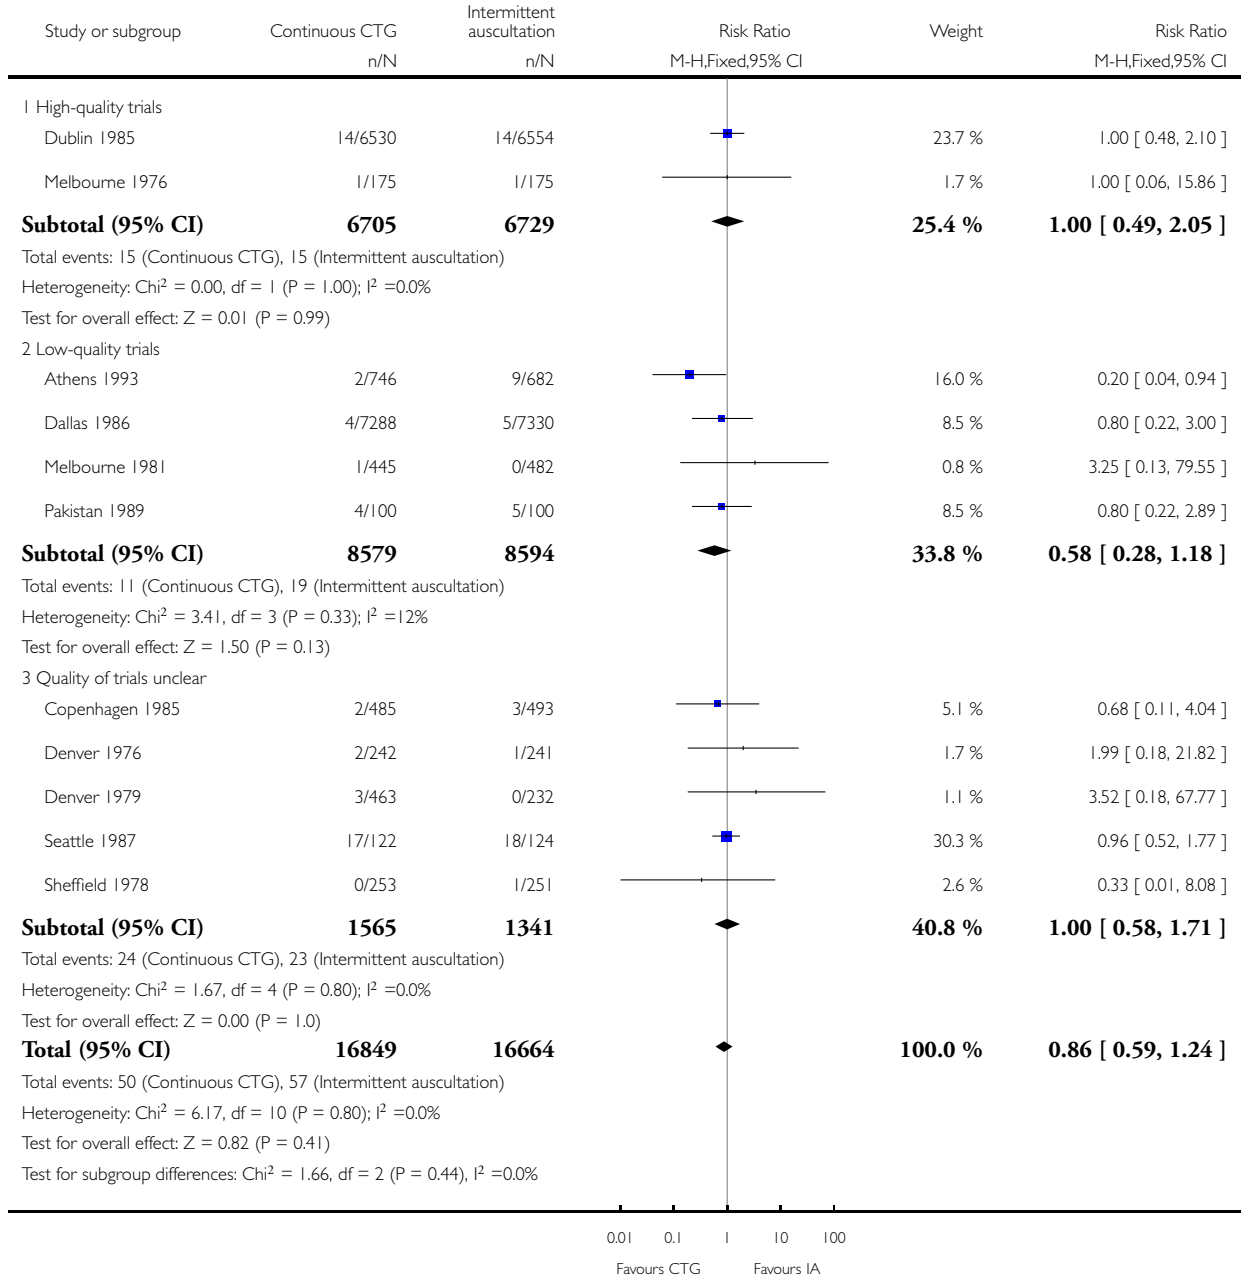 Study or subgroup Continuous CTG Intermittent auscultation Risk Ratio Weight Risk Ratio
n/N n/N M-H,Fixed,95% CI M-H,Fixed,95% CI
1 High-quality trials
Dublin 1985 14/6530 14/6554 23.7 % 1.00 [ 0.48, 2.10 ]
Melbourne 1976 1/175 1/175 1.7 % 1.00 [ 0.06, 15.86 ]
Subtotal (95% CI) 6705 6729 25.4 % 1.00 [ 0.49, 2.05 ]
Total events: 15 (Continuous CTG), 15 (Intermittent auscultation)
Heterogeneity: Chi² = 0.00, df = 1 (P = 1.00); I² =0.0%
Test for overall effect: Z = 0.01 (P = 0.99)
2 Low-quality trials
Athens 1993 2/746 9/682 16.0 % 0.20 [ 0.04, 0.94 ]
Dallas 1986 4/7288 5/7330 8.5 % 0.80 [ 0.22, 3.00 ]
Melbourne 1981 1/445 0/482 0.8 % 3.25 [ 0.13, 79.55 ]
Pakistan 1989 4/100 5/100 8.5 % 0.80 [ 0.22, 2.89 ]
Subtotal (95% CI) 8579 8594 33.8 % 0.58 [ 0.28, 1.18 ]
Total events: 11 (Continuous CTG), 19 (Intermittent auscultation)
Heterogeneity: Chi² = 3.41, df = 3 (P = 0.33); I² =12%
Test for overall effect: Z = 1.50 (P = 0.13)
3 Quality of trials unclear
Copenhagen 1985 2/485 3/493 5.1 % 0.68 [ 0.11, 4.04 ]
Denver 1976 2/242 1/241 1.7 % 1.99 [ 0.18, 21.82 ]
Denver 1979 3/463 0/232 1.1 % 3.52 [ 0.18, 67.77 ]
Seattle 1987 17/122 18/124 30.3 % 0.96 [ 0.52, 1.77 ]
Sheffield 1978 0/253 1/251 2.6 % 0.33 [ 0.01, 8.08 ]
Subtotal (95% CI) 1565 1341 40.8 % 1.00 [ 0.58, 1.71 ]
Total events: 24 (Continuous CTG), 23 (Intermittent auscultation)
Heterogeneity: Chi² = 1.67, df = 4 (P = 0.80); I² =0.0%
Test for overall effect: Z = 0.00 (P = 1.0)
Total (95% CI) 16849 16664 100.0 % 0.86 [ 0.59, 1.24 ]
Total events: 50 (Continuous CTG), 57 (Intermittent auscultation)
Heterogeneity: Chi² = 6.17, df = 10 (P = 0.80); I² =0.0%
Test for overall effect: Z = 0.82 (P = 0.41)
Test for subgroup differences: Chi² = 1.66, df = 2 (P = 0.44), I² =0.0%
0.01 0.1 1 10 100
Favours CTG Favours IA